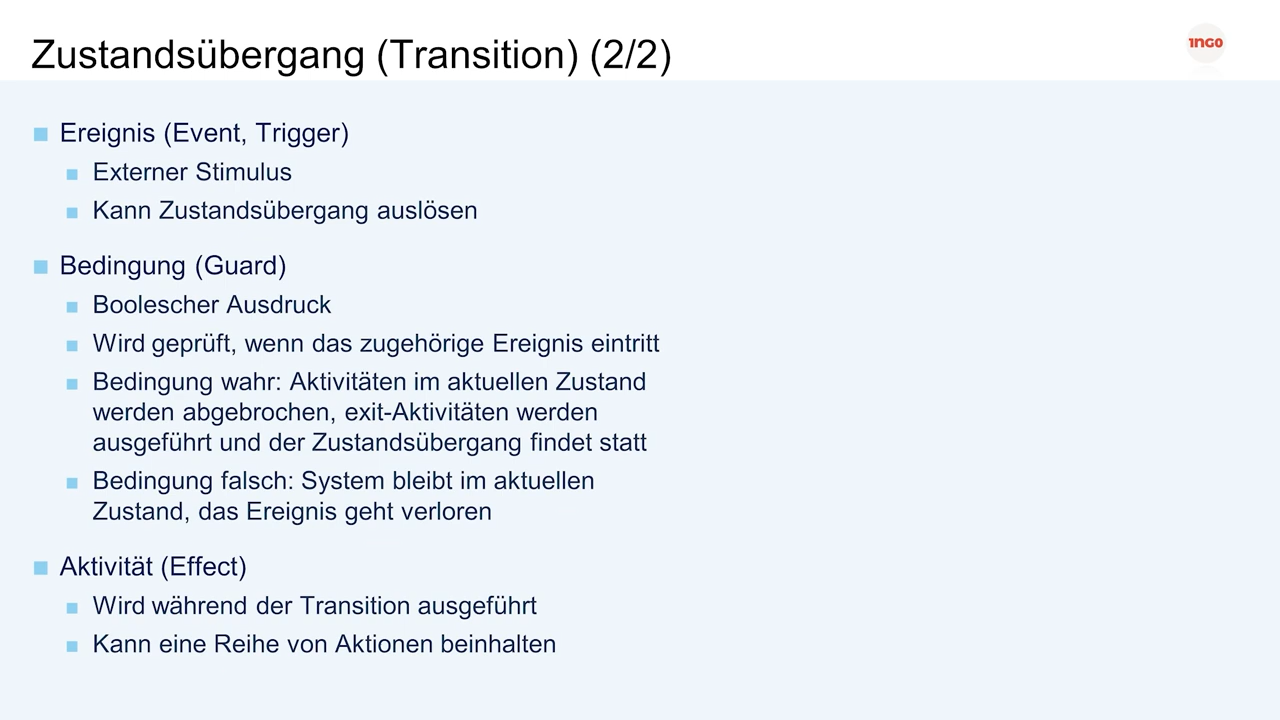 Zustandsübergang (Transition) (2/2)
1NGO
Ereignis (Event, Trigger)
Externer Stimulus
Kann Zustandsübergang auslösen
Bedingung (Guard)
Boolescher Ausdruck
Wird geprüft, wenn das zugehörige Ereignis eintritt
Bedingung wahr: Aktivitäten im aktuellen Zustand
werden abgebrochen, exit-Aktivitäten werden
ausgeführt und der Zustandsübergang findet statt
Bedingung falsch: System bleibt im aktuellen
Zustand, das Ereignis geht verloren
Aktivität (Effect)
Wird während der Transition ausgeführt
Kann eine Reihe von Aktionen beinhalten